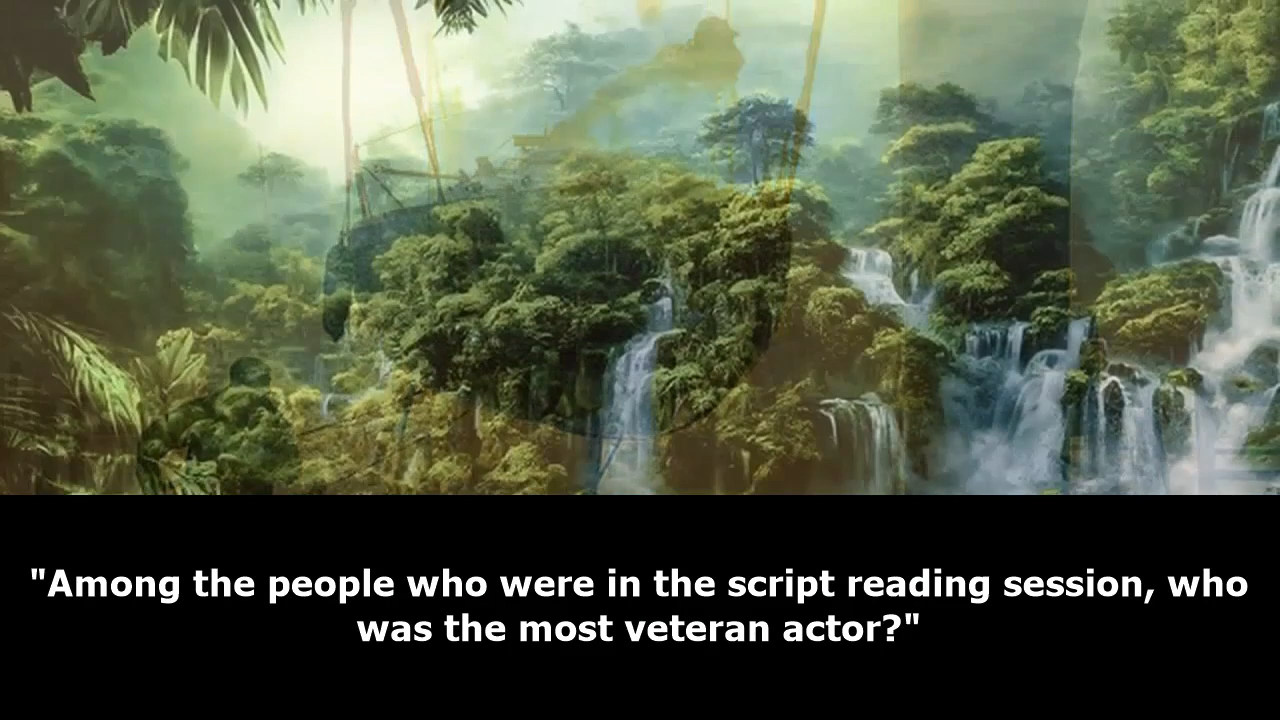 "Among the people who were in the script reading session, who
was the most veteran actor?"